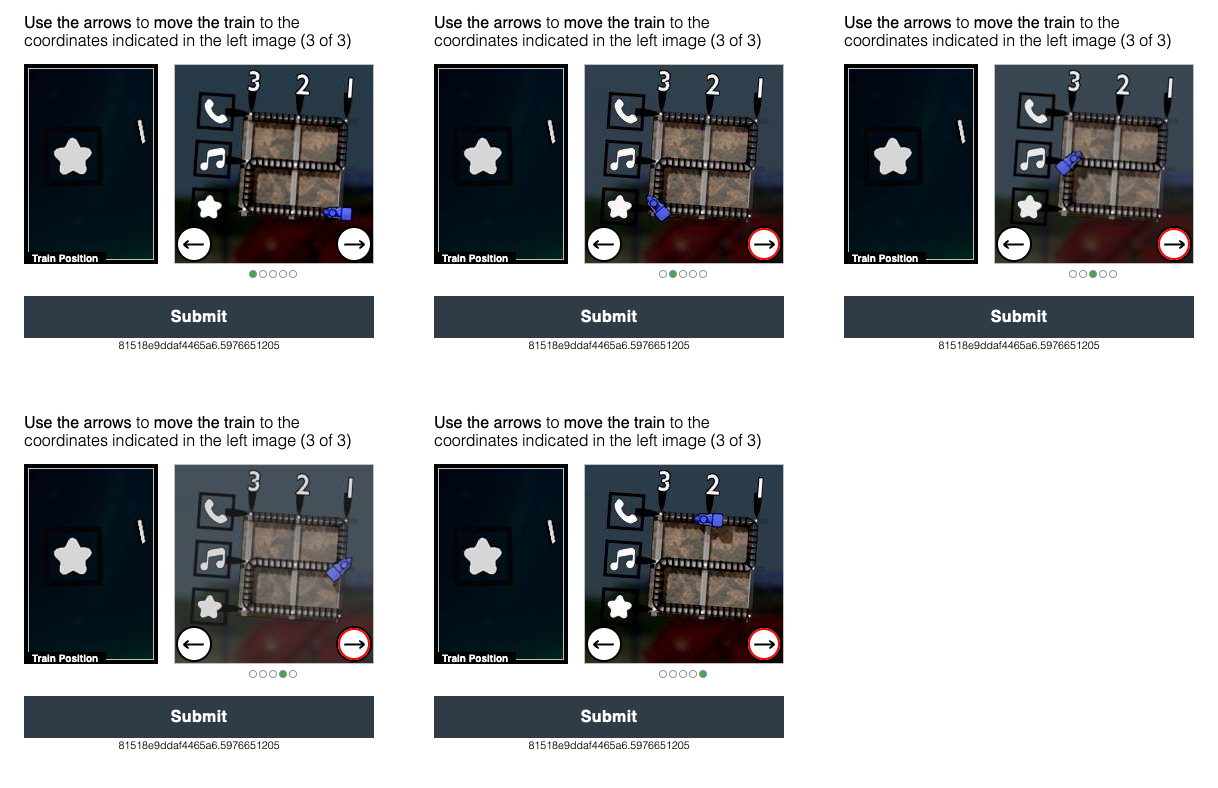 Use the arrows to move the train to the
coordinates indicated in the left image (3 of 3)
3 2 1
Train Position
Submit
81518e9ddaf4465a6.5976651205
Use the arrows to move the train to the
coordinates indicated in the left image (3 of 3)
3 2 1
Train Position
Submit
81518e9ddaf4465a6.5976651205
Use the arrows to move the train to the
coordinates indicated in the left image (3 of 3)
3 2 1
Train Position
Submit
81518e9ddaf4465a6.5976651205
Use the arrows to move the train to the
coordinates indicated in the left image (3 of 3)
3 2 1
Train Position
Submit
81518e9ddaf4465a6.5976651205
Use the arrows to move the train to the
coordinates indicated in the left image (3 of 3)
3 2 1
Train Position
Submit
81518e9ddaf4465a6.5976651205